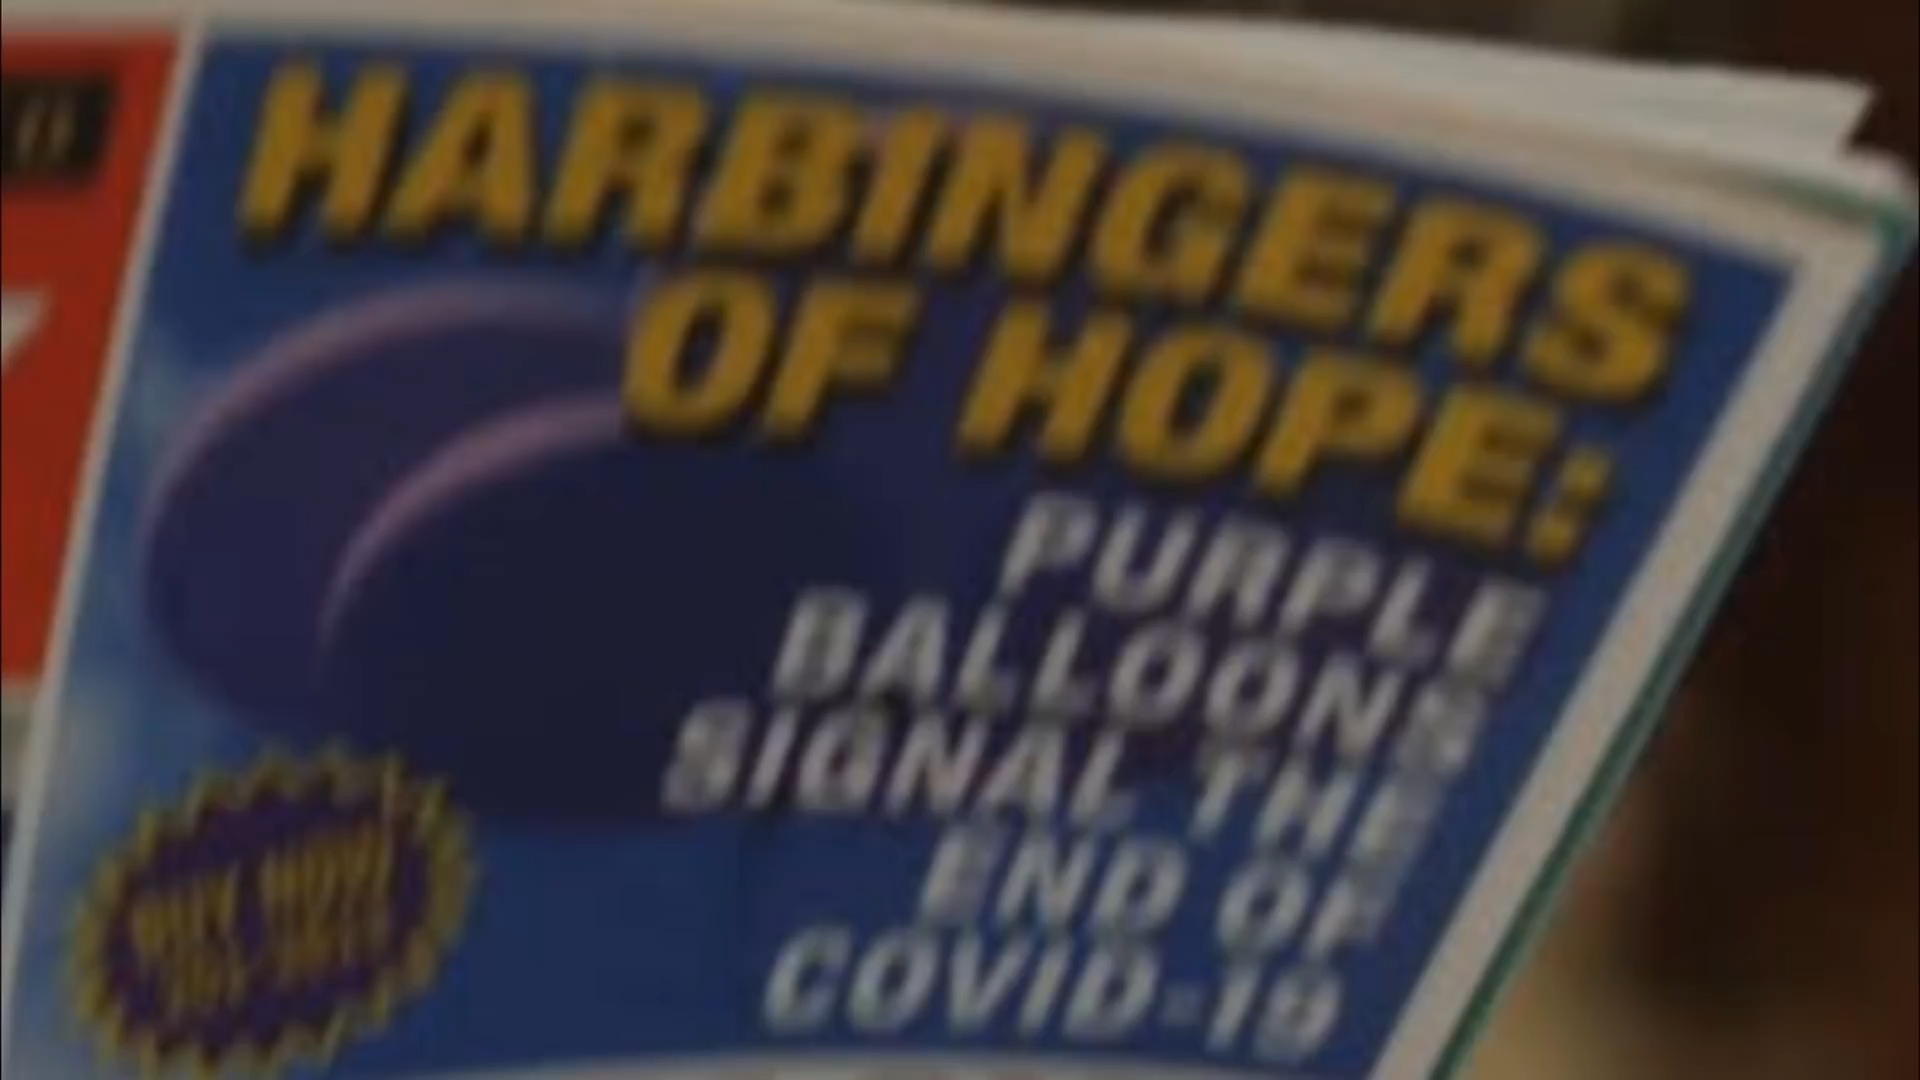 HARBINGERS
OF HOPE:
PURPLE
BALLOONS
SIGNAL THE
END OF
COVID-19